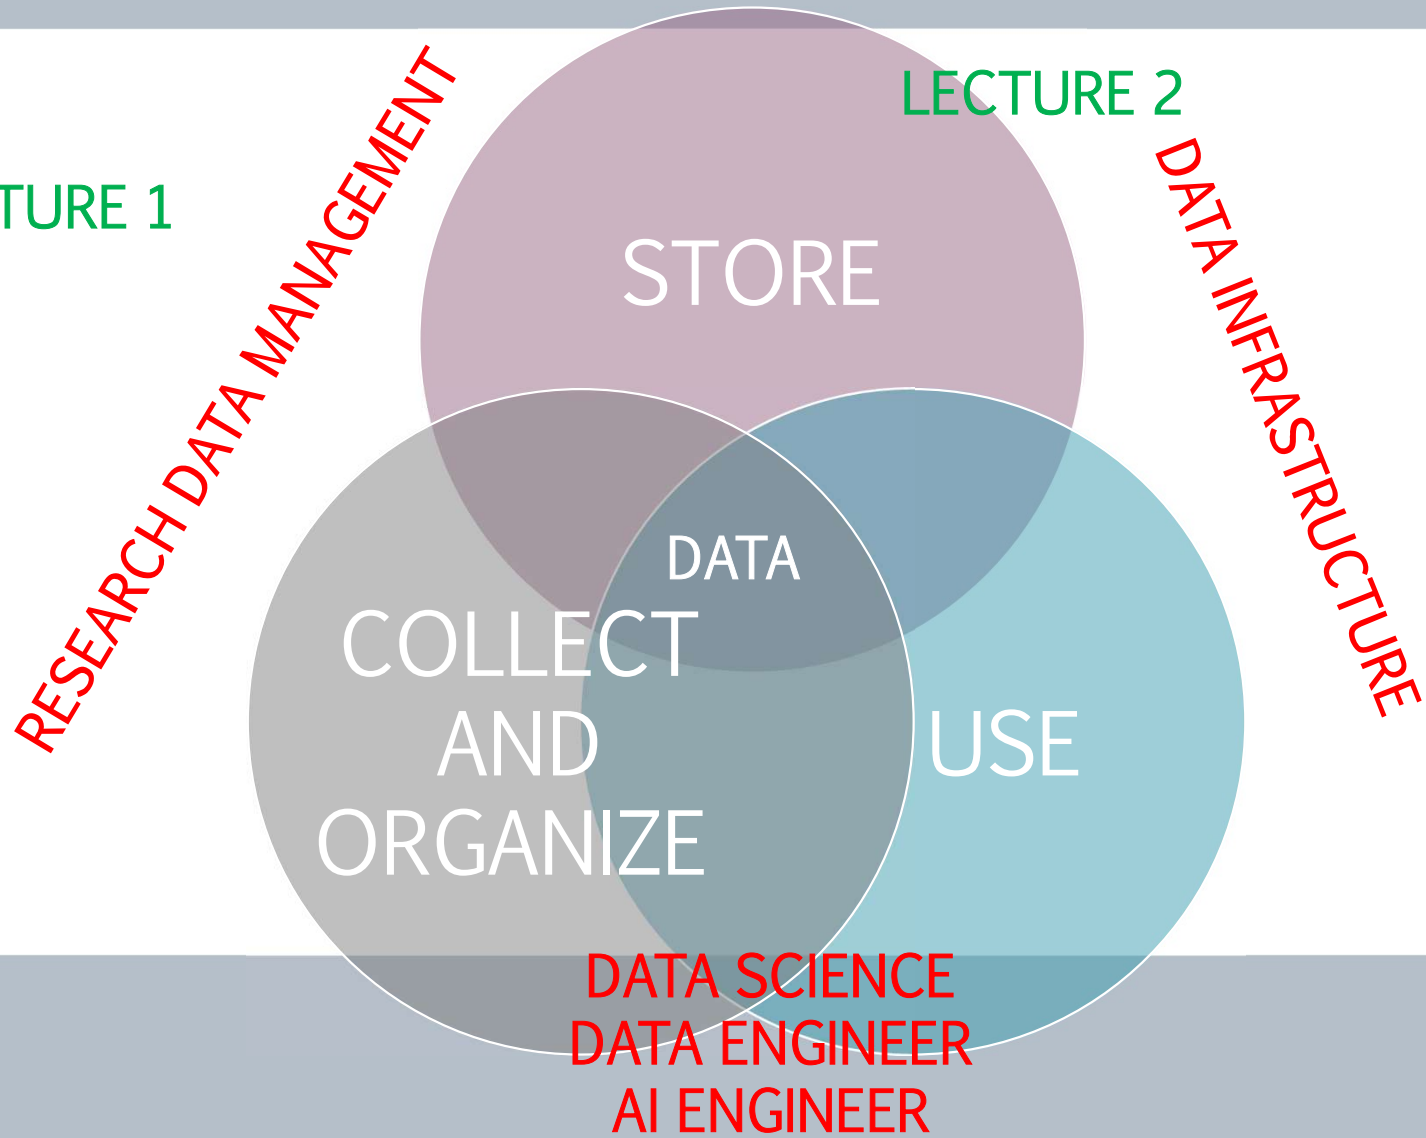 LECTURE 2
TURE 1
RESEARCH DATA MANAGEMENT
DATA INFRASTRUCTURE
STORE
DATA
COLLECT
AND
ORGANIZE
USE
DATA SCIENCE
DATA ENGINEER
AI ENGINEER